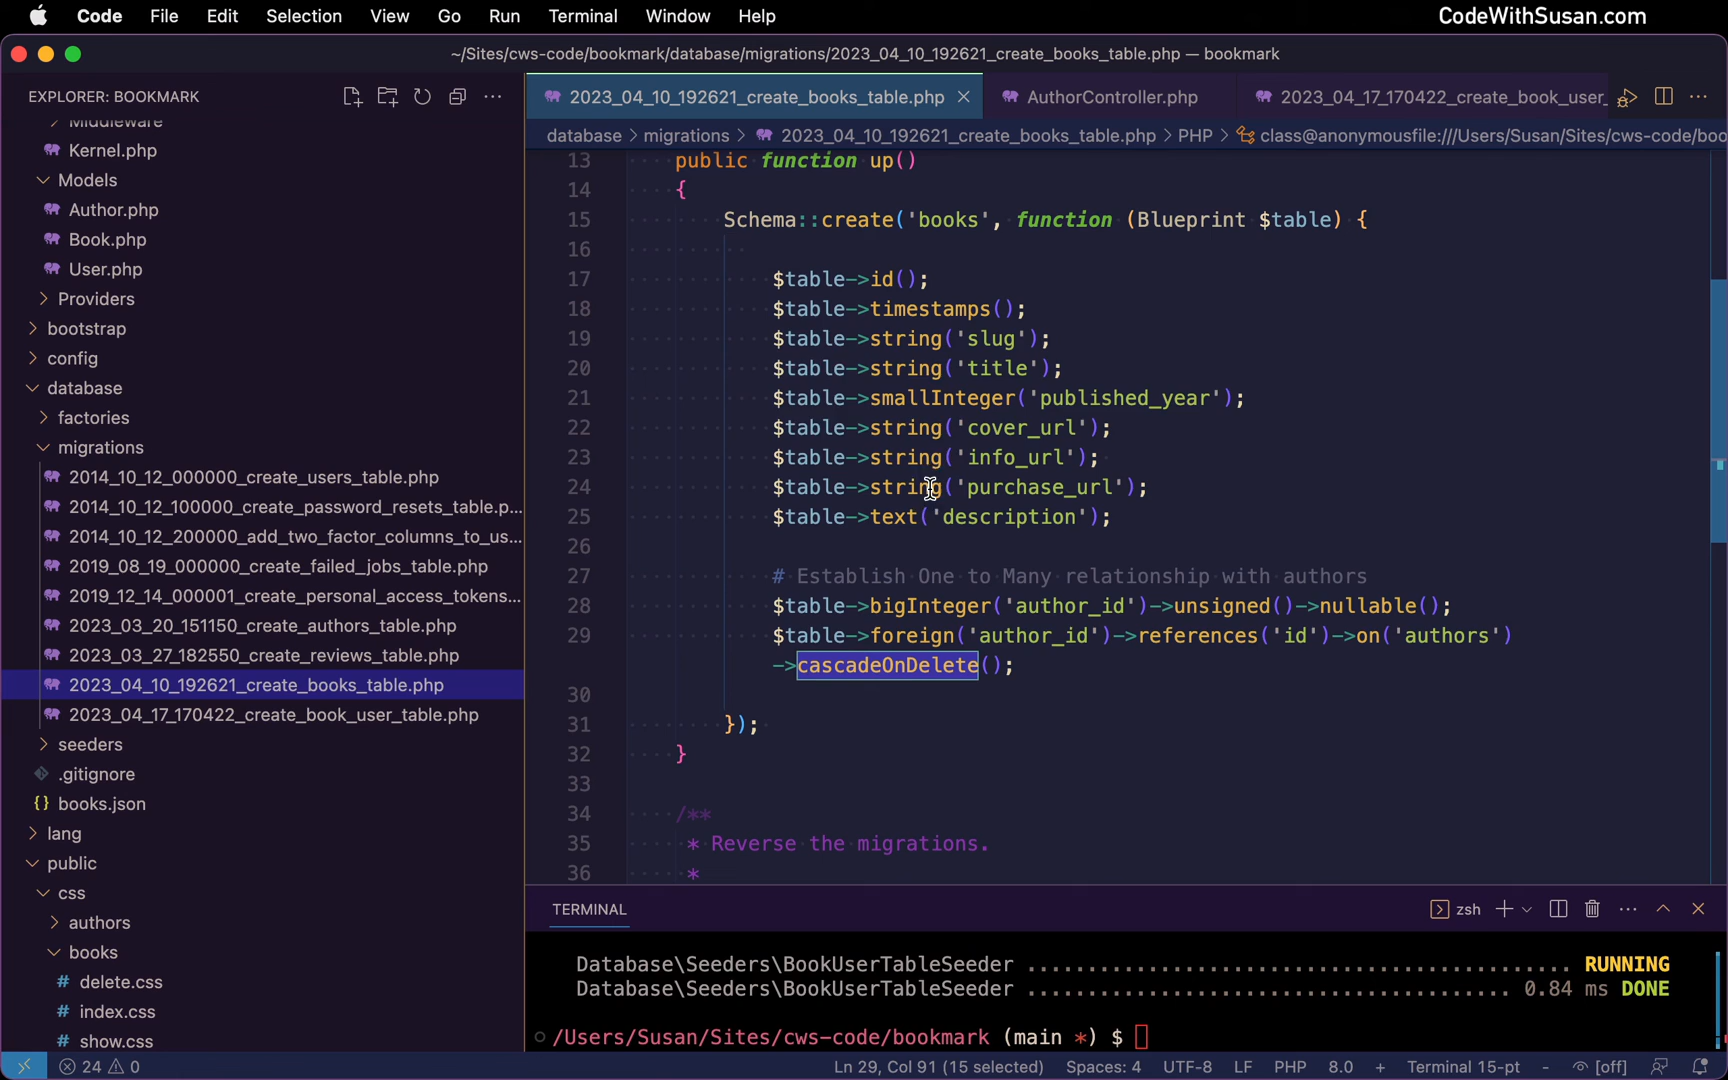 Code File Edit Selection View Go Run Terminal Window Help CodeWithSusan.com
~/Sites/cws-code/bookmark/database/migrations/2023_04_10_192621_create_books_table.php — bookmark
EXPLORER: BOOKMARK
Middleware
Kernel.php
Models
Author.php
Book.php
User.php
Providers
bootstrap
config
database
factories
migrations
2014_10_12_000000_create_users_table.php
2014_10_12_100000_create_password_resets_table.p...
2014_10_12_200000_add_two_factor_columns_to_us...
2019_08_19_000000_create_failed_jobs_table.php
2019_12_14_000001_create_personal_access_tokens...
2023_03_20_151150_create_authors_table.php
2023_03_27_182550_create_reviews_table.php
2023_04_10_192621_create_books_table.php
2023_04_17_170422_create_book_user_table.php
seeders
.gitignore
{} books.json
lang
public
css
authors
books
# delete.css
# index.css
# show.css
2023_04_10_192621_create_books_table.php AuthorController.php 2023_04_17_170422_create_book_user_
database > migrations > 2023_04_10_192621_create_books_table.php > PHP > class@anonymousfile:///Users/Susan/Sites/cws-code/boo
13 public function up()
14 {
15 Schema::create('books', function (Blueprint $table) {
16
17 $table->id();
18 $table->timestamps();
19 $table->string('slug');
20 $table->string('title');
21 $table->smallInteger('published_year');
22 $table->string('cover_url');
23 $table->string('info_url');
24 $table->string('purchase_url');
25 $table->text('description');
26
27 # Establish One to Many relationship with authors
28 $table->bigInteger('author_id')->unsigned()->nullable();
29 $table->foreign('author_id')->references('id')->on('authors')
->cascadeOnDelete();
30
31 });
32 }
33
34 /**
35 * Reverse the migrations.
36 *
TERMINAL zsh
Database\Seeders\BookUserTableSeeder ............................................. RUNNING
Database\Seeders\BookUserTableSeeder ........................................ 0.84 ms DONE
/Users/Susan/Sites/cws-code/bookmark (main *) $
24 0 Ln 29, Col 91 (15 selected) Spaces: 4 UTF-8 LF PHP 8.0 + Terminal 15-pt - [off]